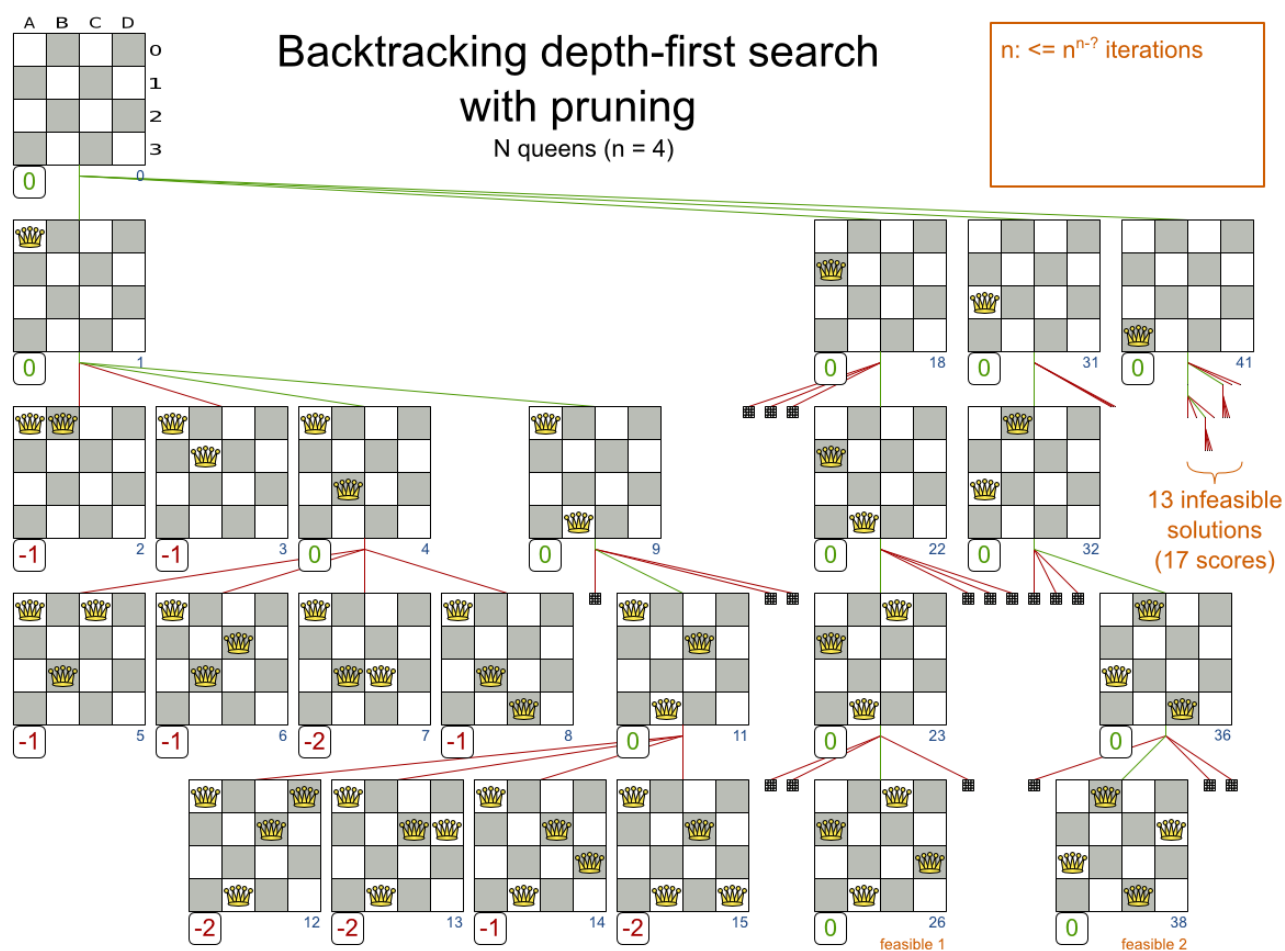 A B C D
0
1
2
3
Backtracking depth-first search
with pruning
N queens (n = 4)
n: <= n^n-? iterations
0 0
0 1
0 18
0 31
0 41
-1 2
-1 3
0 4
0 9
0 22
0 32
13 infeasible
solutions
(17 scores)
-1 5
-1 6
-2 7
-1 8
0 11
0 23
0 36
-2 12
-2 13
-1 14
-2 15
0 26
feasible 1
0 38
feasible 2